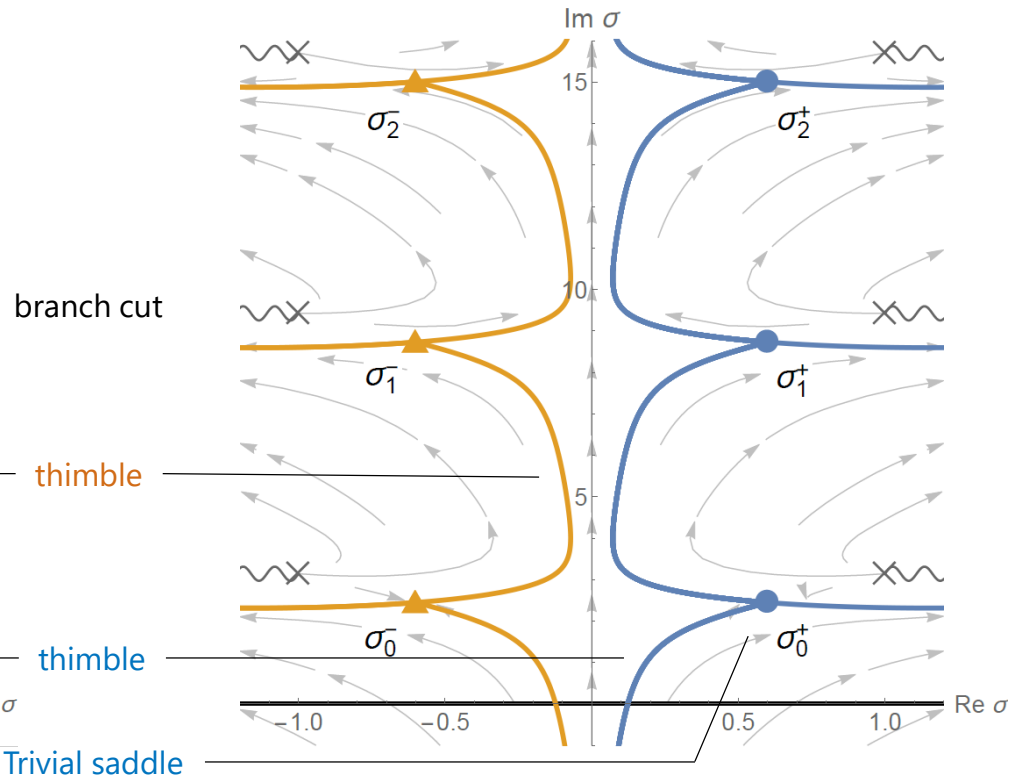 Im σ
15
σ₂⁻
σ₂⁺
branch cut
10
σ₁⁻
σ₁⁺
thimble
5
σ₀⁻
σ₀⁺
thimble
σ
−1.0
−0.5
0.5
1.0
Re σ
Trivial saddle